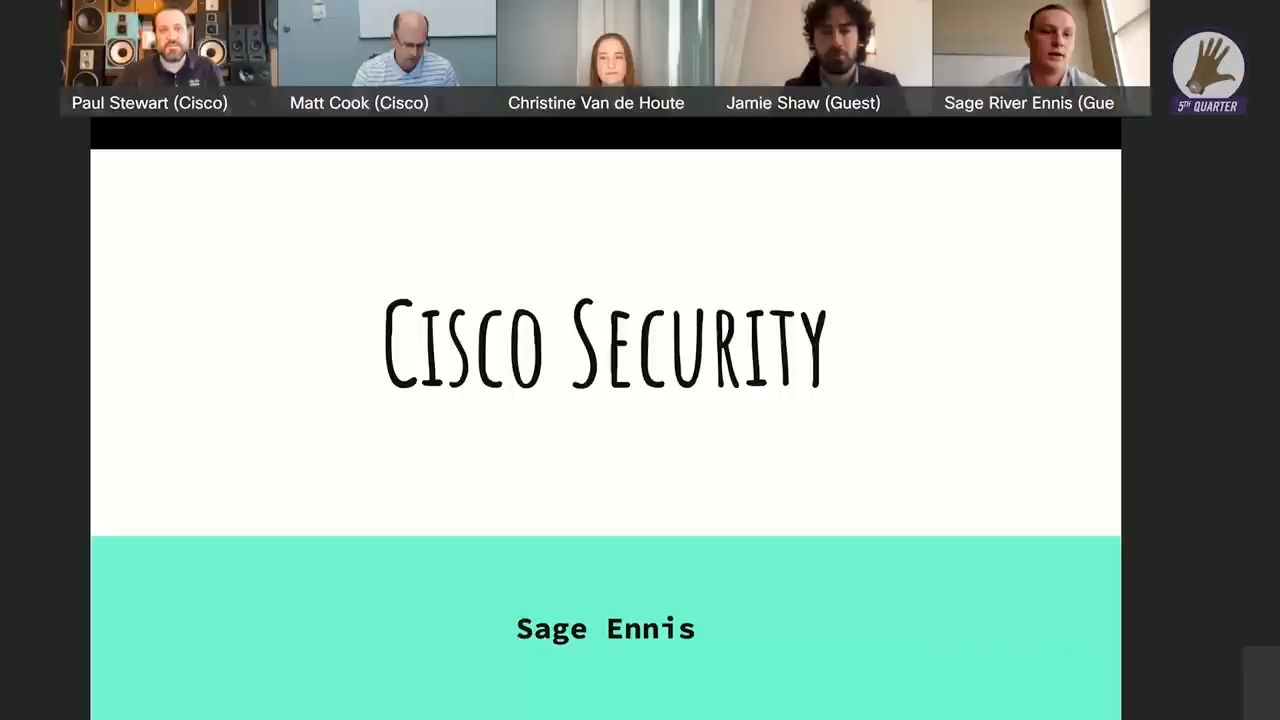 Paul Stewart (Cisco)
Matt Cook (Cisco)
Christine Van de Houte
Jamie Shaw (Guest)
Sage River Ennis (Gue
5TH QUARTER
Cisco Security
Sage Ennis